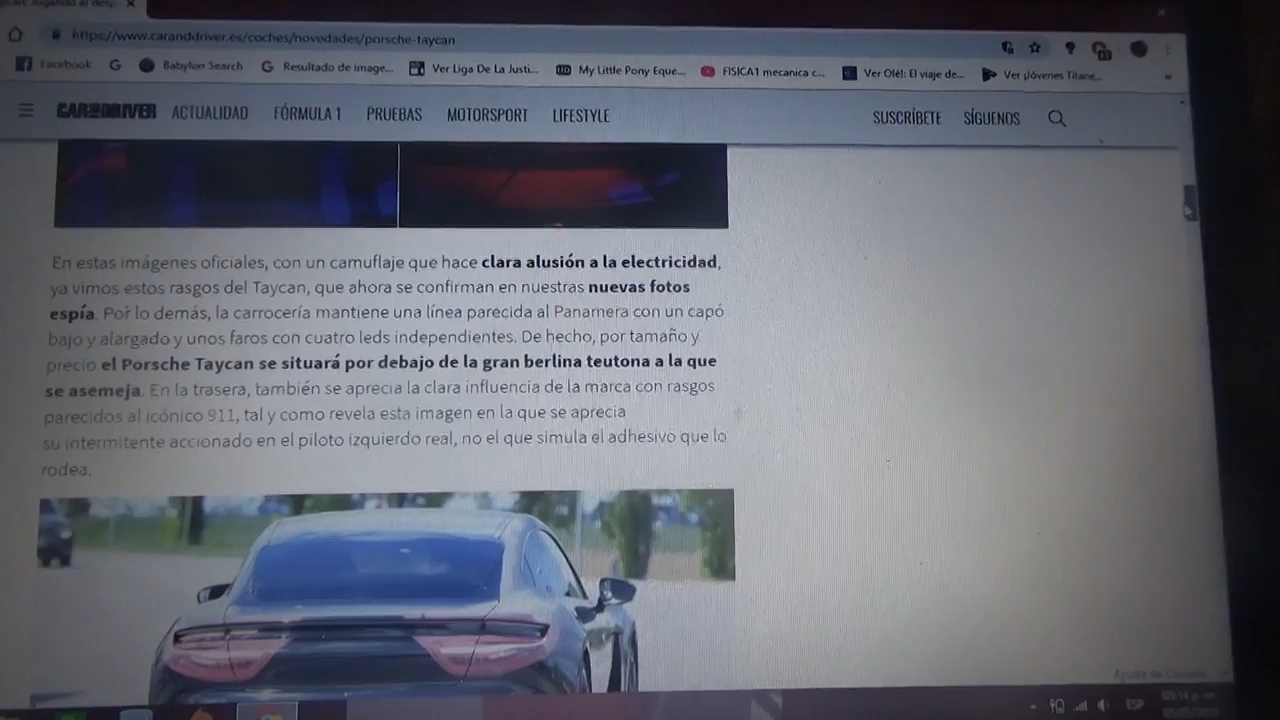 https://www.caranddriver.es/coches/novedades/porsche-taycan
Facebook
Babylon Search
Resultado de image...
Ver Liga De La Justi...
My Little Pony Eque...
FISICA1 mecanica c...
Ver Olé!: El viaje de...
Ver Jóvenes Titane...
CAR AND DRIVER
ACTUALIDAD
FÓRMULA 1
PRUEBAS
MOTORSPORT
LIFESTYLE
SUSCRÍBETE
SÍGUENOS
En estas imágenes oficiales, con un camuflaje que hace clara alusión a la electricidad,
ya vimos estos rasgos del Taycan, que ahora se confirman en nuestras nuevas fotos
espía. Por lo demás, la carrocería mantiene una línea parecida al Panamera con un capó
bajo y alargado y unos faros con cuatro leds independientes. De hecho, por tamaño y
precio el Porsche Taycan se situará por debajo de la gran berlina teutona a la que
se asemeja. En la trasera, también se aprecia la clara influencia de la marca con rasgos
parecidos al icónico 911, tal y como revela esta imagen en la que se aprecia
su intermitente accionado en el piloto izquierdo real, no el que simula el adhesivo que lo
rodea.
ESP